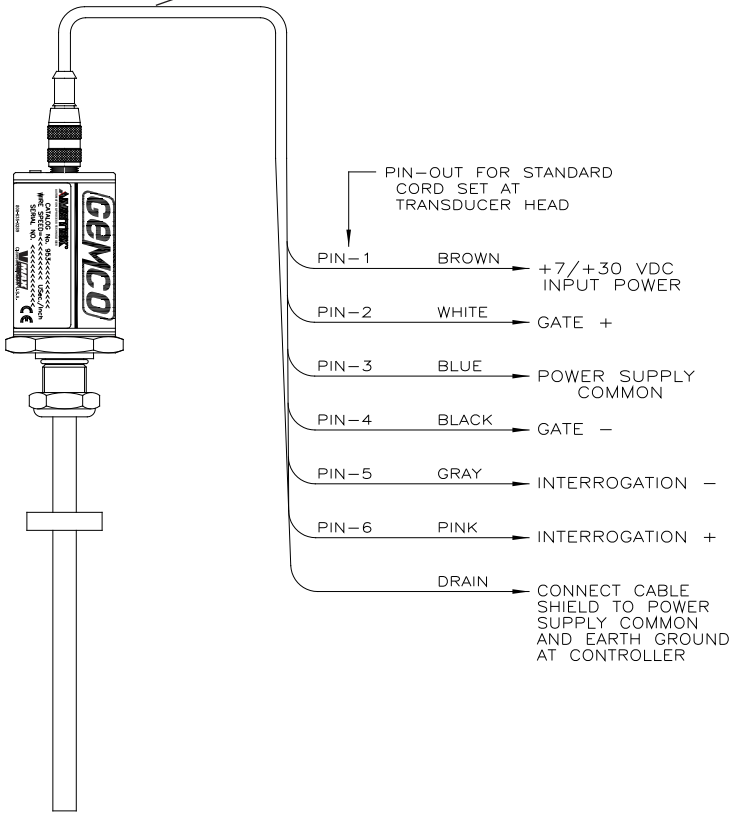 PIN-OUT FOR STANDARD
CORD SET AT
TRANSDUCER HEAD
PIN-1 BROWN +7/+30 VDC
INPUT POWER
PIN-2 WHITE GATE +
PIN-3 BLUE POWER SUPPLY
COMMON
PIN-4 BLACK GATE -
PIN-5 GRAY INTERROGATION -
PIN-6 PINK INTERROGATION +
DRAIN CONNECT CABLE
SHIELD TO POWER
SUPPLY COMMON
AND EARTH GROUND
AT CONTROLLER
GEMCO
AMETEK
CATALOG No. 953<<<<<<<<<<
WIRE SPEED=<<<<<<<<< USec./Inch
SERIAL NO. <<<<<<<<<<<
CE